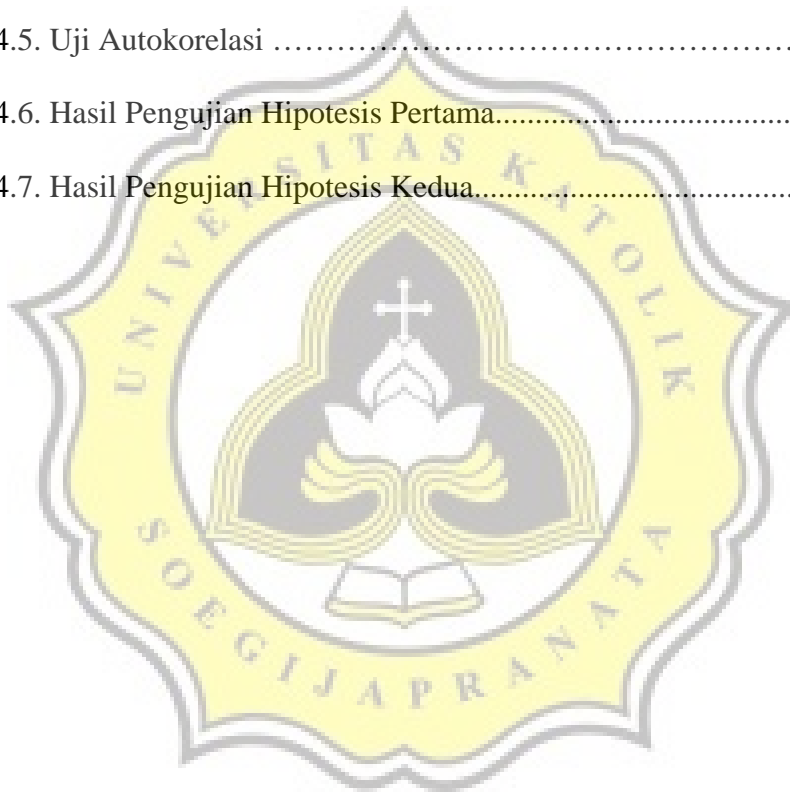 4.5. Uji Autokorelasi ……………………………………………………
4.6. Hasil Pengujian Hipotesis Pertama............................................
4.7. Hasil Pengujian Hipotesis Kedua...............................................
UNIVERSITAS KATOLIK
SOEGIJAPRANATA